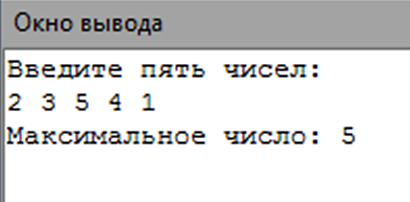 Окно вывода
Введите пять чисел:
2 3 5 4 1
Максимальное число: 5